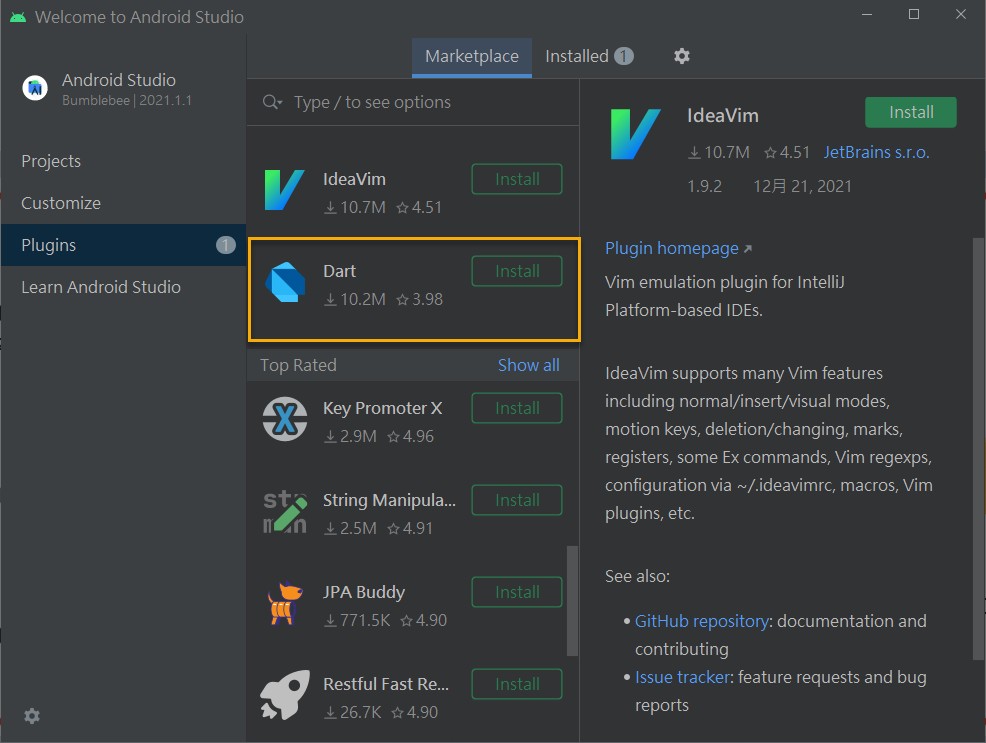 Welcome to Android Studio
Android Studio
Bumblebee | 2021.1.1
Projects
Customize
Plugins 1
Learn Android Studio
Marketplace Installed 1
Type / to see options
IdeaVim Install
10.7M 4.51
Dart Install
10.2M 3.98
Top Rated Show all
Key Promoter X Install
2.9M 4.96
String Manipula... Install
2.5M 4.91
JPA Buddy Install
771.5K 4.90
Restful Fast Re... Install
26.7K 4.90
IdeaVim Install
10.7M 4.51 JetBrains s.r.o.
1.9.2 12月 21, 2021
Plugin homepage
Vim emulation plugin for IntelliJ
Platform-based IDEs.
IdeaVim supports many Vim features
including normal/insert/visual modes,
motion keys, deletion/changing, marks,
registers, some Ex commands, Vim regexps,
configuration via ~/.ideavimrc, macros, Vim
plugins, etc.
See also:
• GitHub repository: documentation and
contributing
• Issue tracker: feature requests and bug
reports